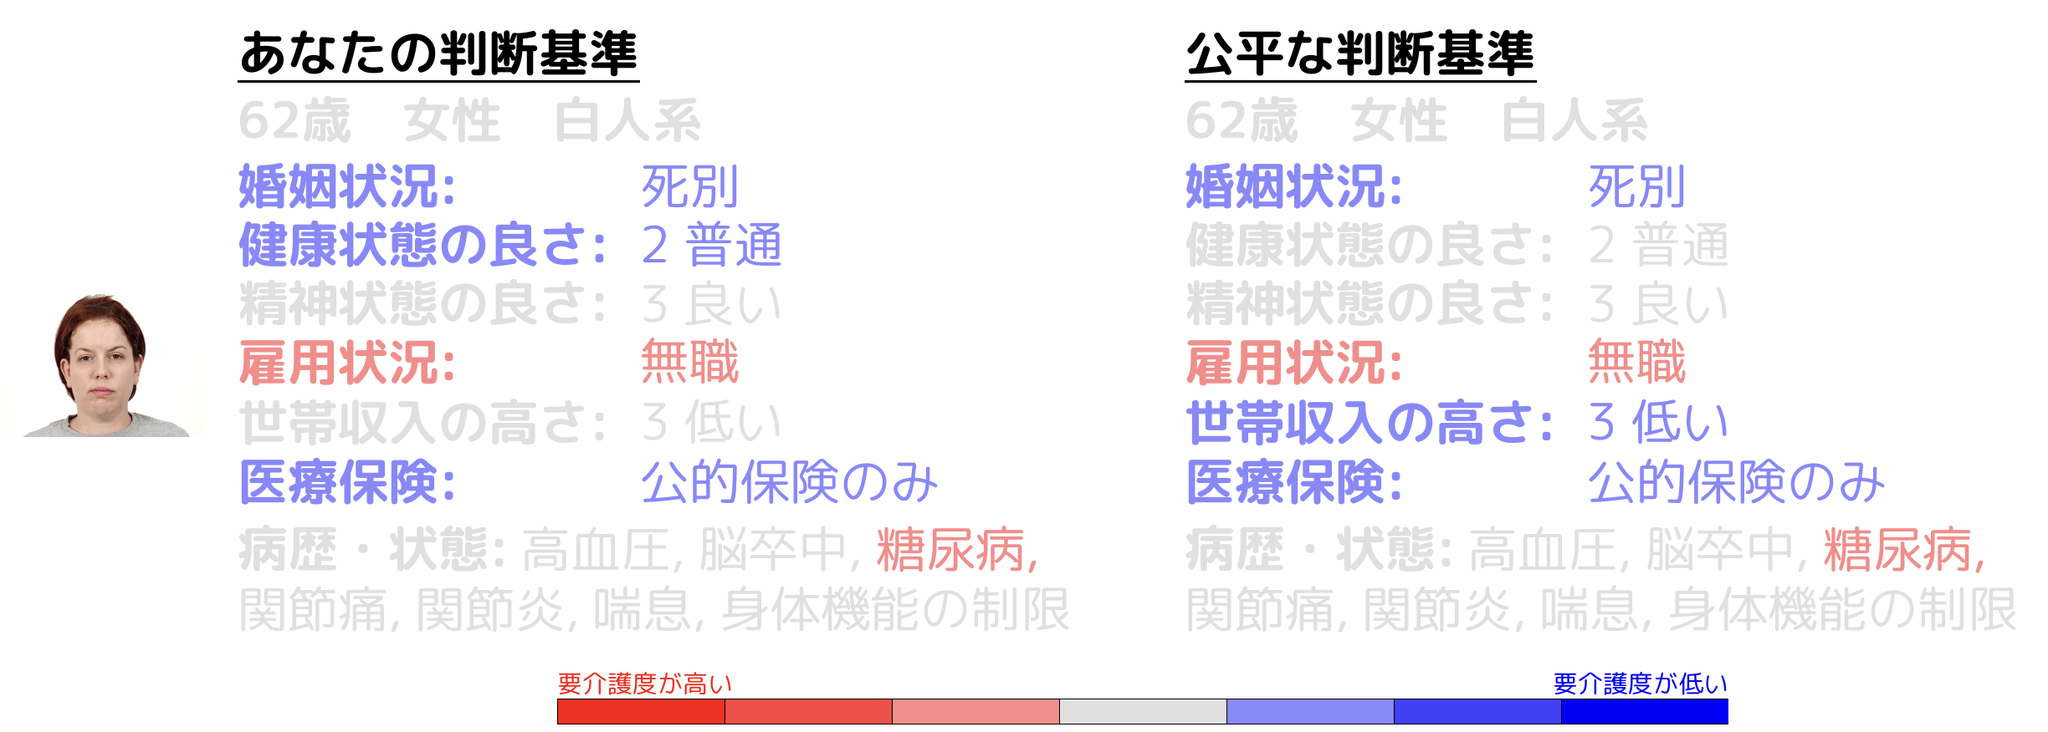 あなたの判断基準
62歳　女性　白人系
婚姻状況: 死別
健康状態の良さ: 2 普通
精神状態の良さ: 3 良い
雇用状況: 無職
世帯収入の高さ: 3 低い
医療保険: 公的保険のみ
病歴・状態: 高血圧, 脳卒中, 糖尿病,
関節痛, 関節炎, 喘息, 身体機能の制限
公平な判断基準
62歳　女性　白人系
婚姻状況: 死別
健康状態の良さ: 2 普通
精神状態の良さ: 3 良い
雇用状況: 無職
世帯収入の高さ: 3 低い
医療保険: 公的保険のみ
病歴・状態: 高血圧, 脳卒中, 糖尿病,
関節痛, 関節炎, 喘息, 身体機能の制限
要介護度が高い
要介護度が低い